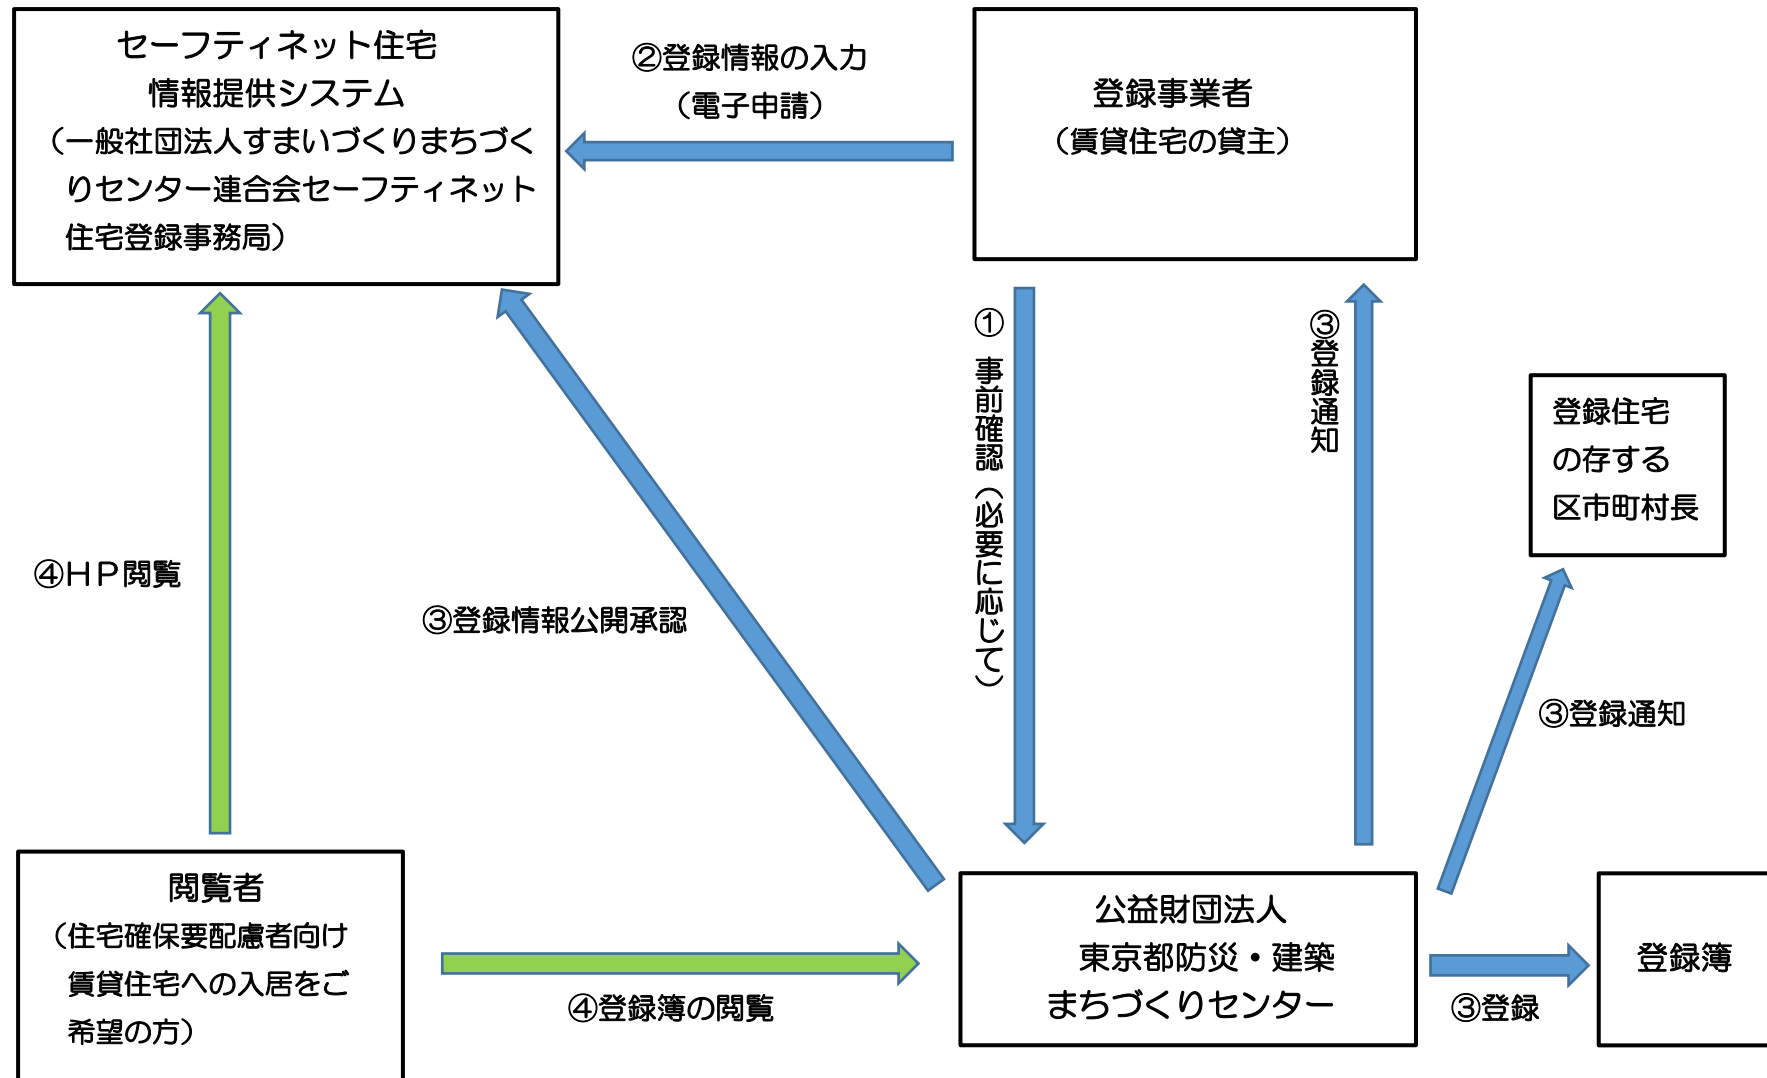 セーフティネット住宅
情報提供システム
(一般社団法人すまいづくりまちづく
りセンター連合会セーフティネット
住宅登録事務局)
②登録情報の入力
(電子申請)
登録事業者
(賃貸住宅の貸主)
① 事前確認(必要に応じて)
③登録通知
登録住宅
の存する
区市町村長
④HP閲覧
③登録情報公開承認
③登録通知
閲覧者
(住宅確保要配慮者向け
賃貸住宅への入居をご
希望の方)
④登録簿の閲覧
公益財団法人
東京都防災・建築
まちづくりセンター
③登録
登録簿